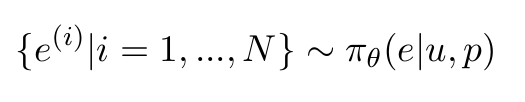 {e^(i)|i = 1, ..., N} ∼ π_θ(e|u, p)